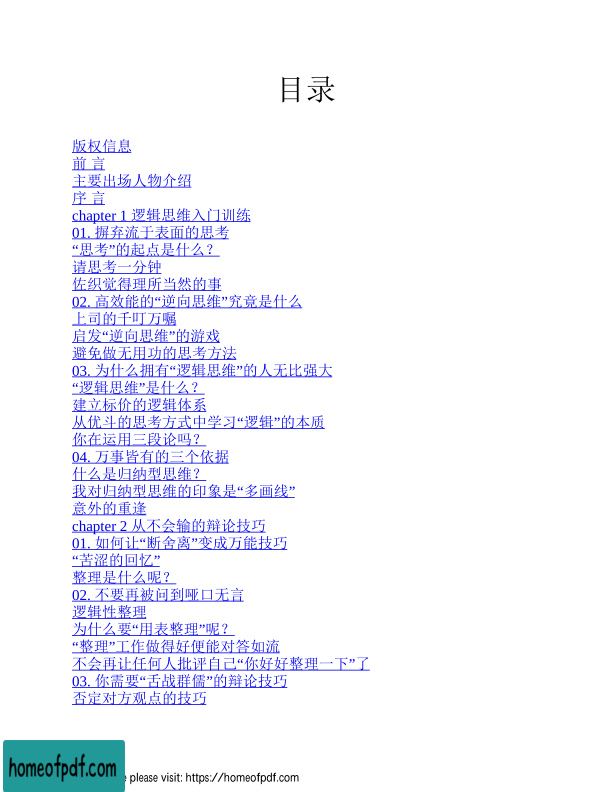 目录
版权信息
前 言
主要出场人物介绍
序 言
chapter 1 逻辑思维入门训练
01. 摒弃流于表面的思考
“思考”的起点是什么？
请思考一分钟
佐织觉得理所当然的事
02. 高效能的“逆向思维”究竟是什么
上司的千叮万嘱
启发“逆向思维”的游戏
避免做无用功的思考方法
03. 为什么拥有“逻辑思维”的人无比强大
“逻辑思维”是什么？
建立标价的逻辑体系
从优斗的思考方式中学习“逻辑”的本质
你在运用三段论吗？
04. 万事皆有的三个依据
什么是归纳型思维？
我对归纳型思维的印象是“多画线”
意外的重逢
chapter 2 从不会输的辩论技巧
01. 如何让“断舍离”变成万能技巧
“苦涩的回忆”
整理是什么呢？
02. 不要再被问到哑口无言
逻辑性整理
为什么要“用表整理”呢？
“整理”工作做得好便能对答如流
不会再让任何人批评自己“你好好整理一下”了
03. 你需要“舌战群儒”的辩论技巧
否定对方观点的技巧
homeofpdf.com
please visit: https://homeofpdf.com